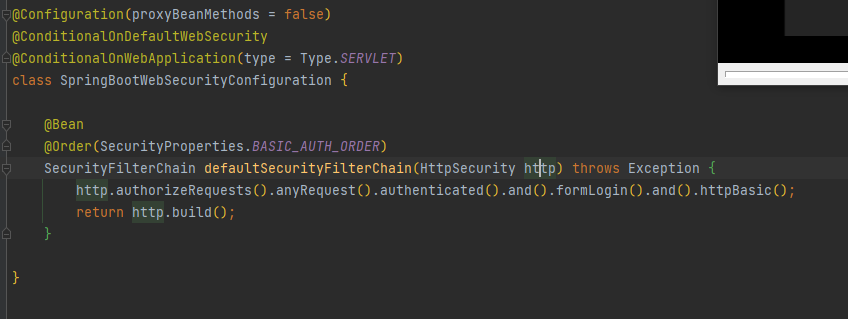 @Configuration(proxyBeanMethods = false)
@ConditionalOnDefaultWebSecurity
@ConditionalOnWebApplication(type = Type.SERVLET)
class SpringBootWebSecurityConfiguration {
@Bean
@Order(SecurityProperties.BASIC_AUTH_ORDER)
SecurityFilterChain defaultSecurityFilterChain(HttpSecurity http) throws Exception {
http.authorizeRequests().anyRequest().authenticated().and().formLogin().and().httpBasic();
return http.build();
}
}